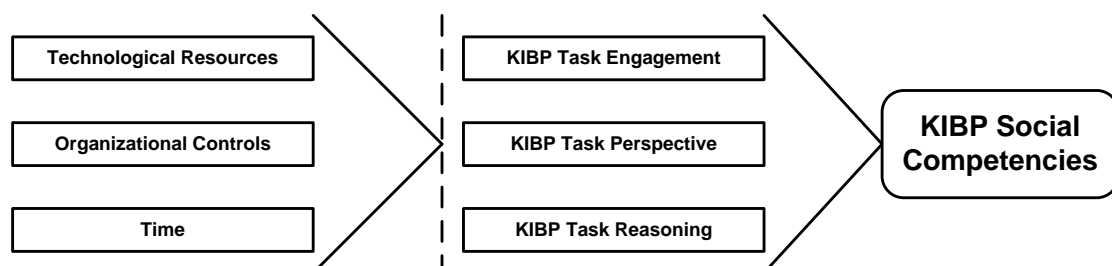 Technological Resources
Organizational Controls
Time
KIBP Task Engagement
KIBP Task Perspective
KIBP Task Reasoning
KIBP Social
Competencies